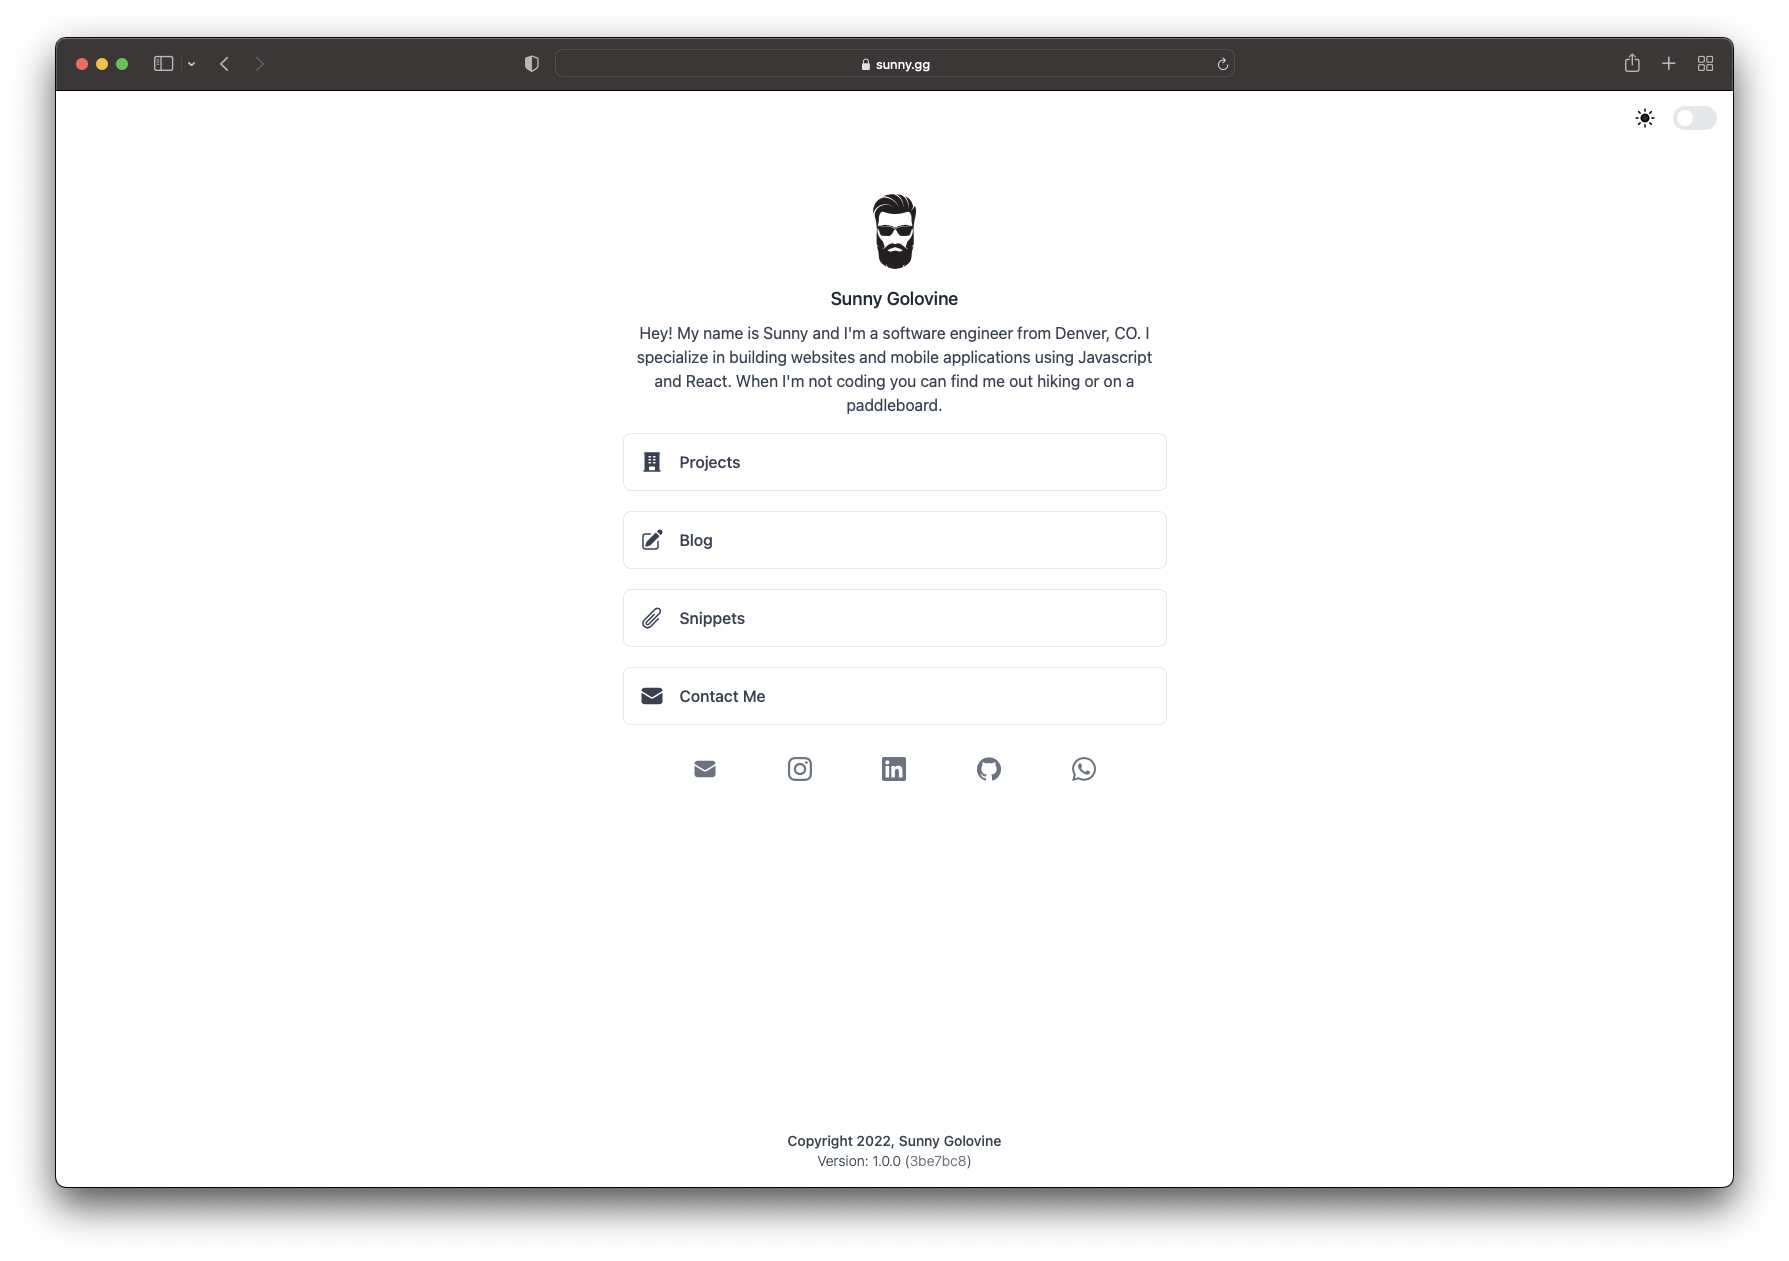 sunny.gg
Sunny Golovine
Hey! My name is Sunny and I'm a software engineer from Denver, CO. I
specialize in building websites and mobile applications using Javascript
and React. When I'm not coding you can find me out hiking or on a
paddleboard.
Projects
Blog
Snippets
Contact Me
Copyright 2022, Sunny Golovine
Version: 1.0.0 (3be7bc8)